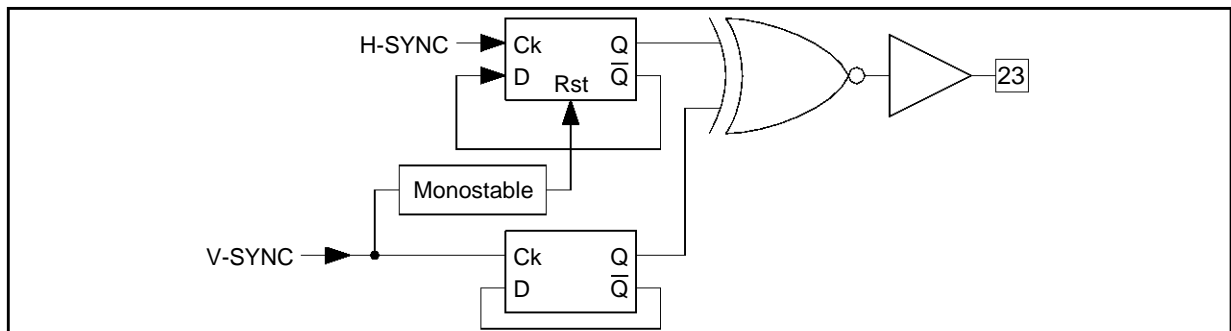 H-SYNC
Ck
Q
D
Q̅
Rst
23
Monostable
V-SYNC
Ck
Q
D
Q̅